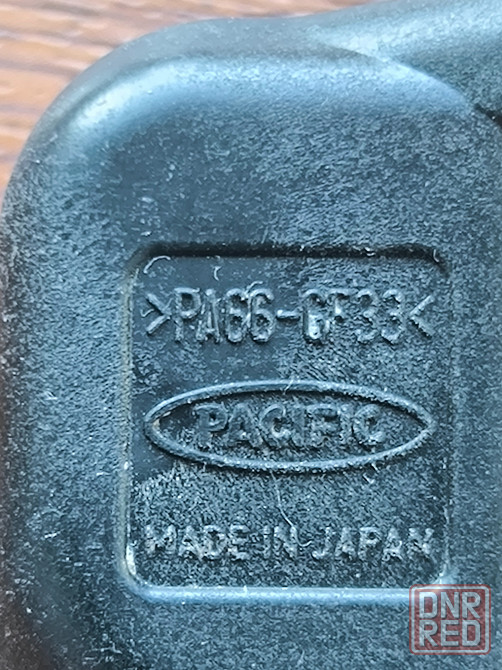 >PA66-GF33<
PACIFIC
MADE IN JAPAN
DNR
RED